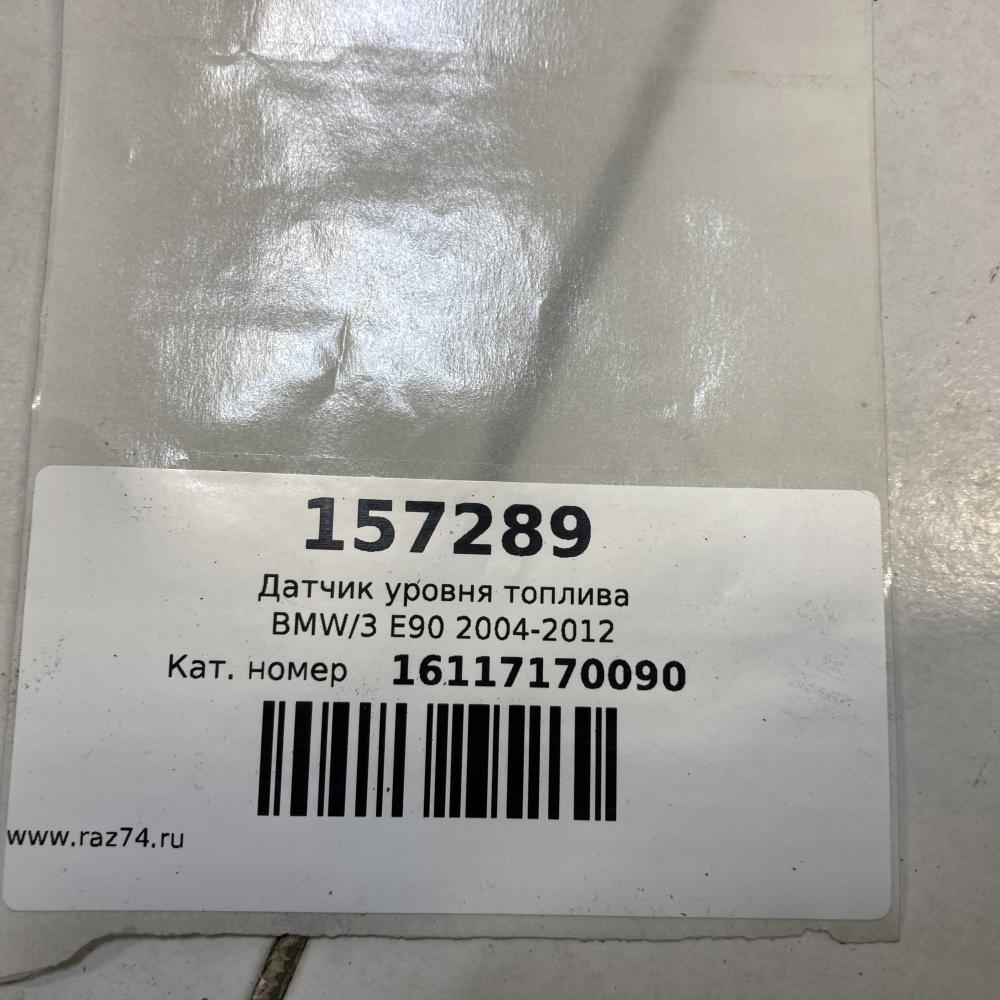 157289
Датчик уровня топлива
BMW/3 E90 2004-2012
Кат. номер 16117170090
www.raz74.ru